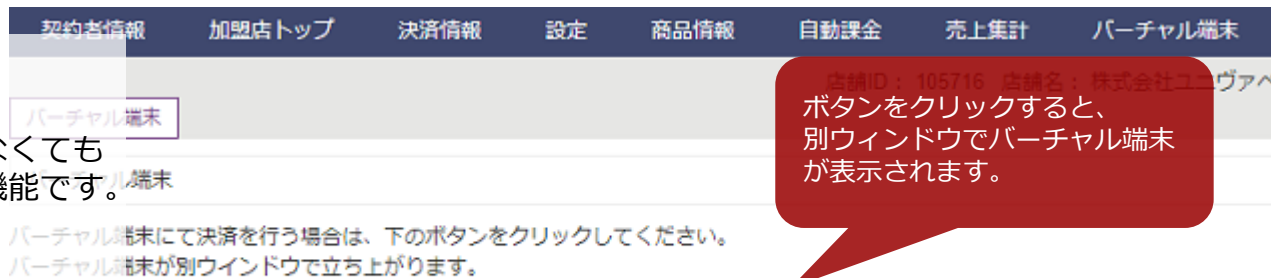 契約者情報 加盟店トップ 決済情報 設定 商品情報 自動課金 売上集計 バーチャル端末
店舗ID： 105716 店舗名： 株式会社ユニヴァペ
バーチャル端末
ボタンをクリックすると、
別ウィンドウでバーチャル端末
が表示されます。
なくても
機能です。
バーチャル端末
バーチャル端末にて決済を行う場合は、下のボタンをクリックしてください。
バーチャル端末が別ウインドウで立ち上がります。